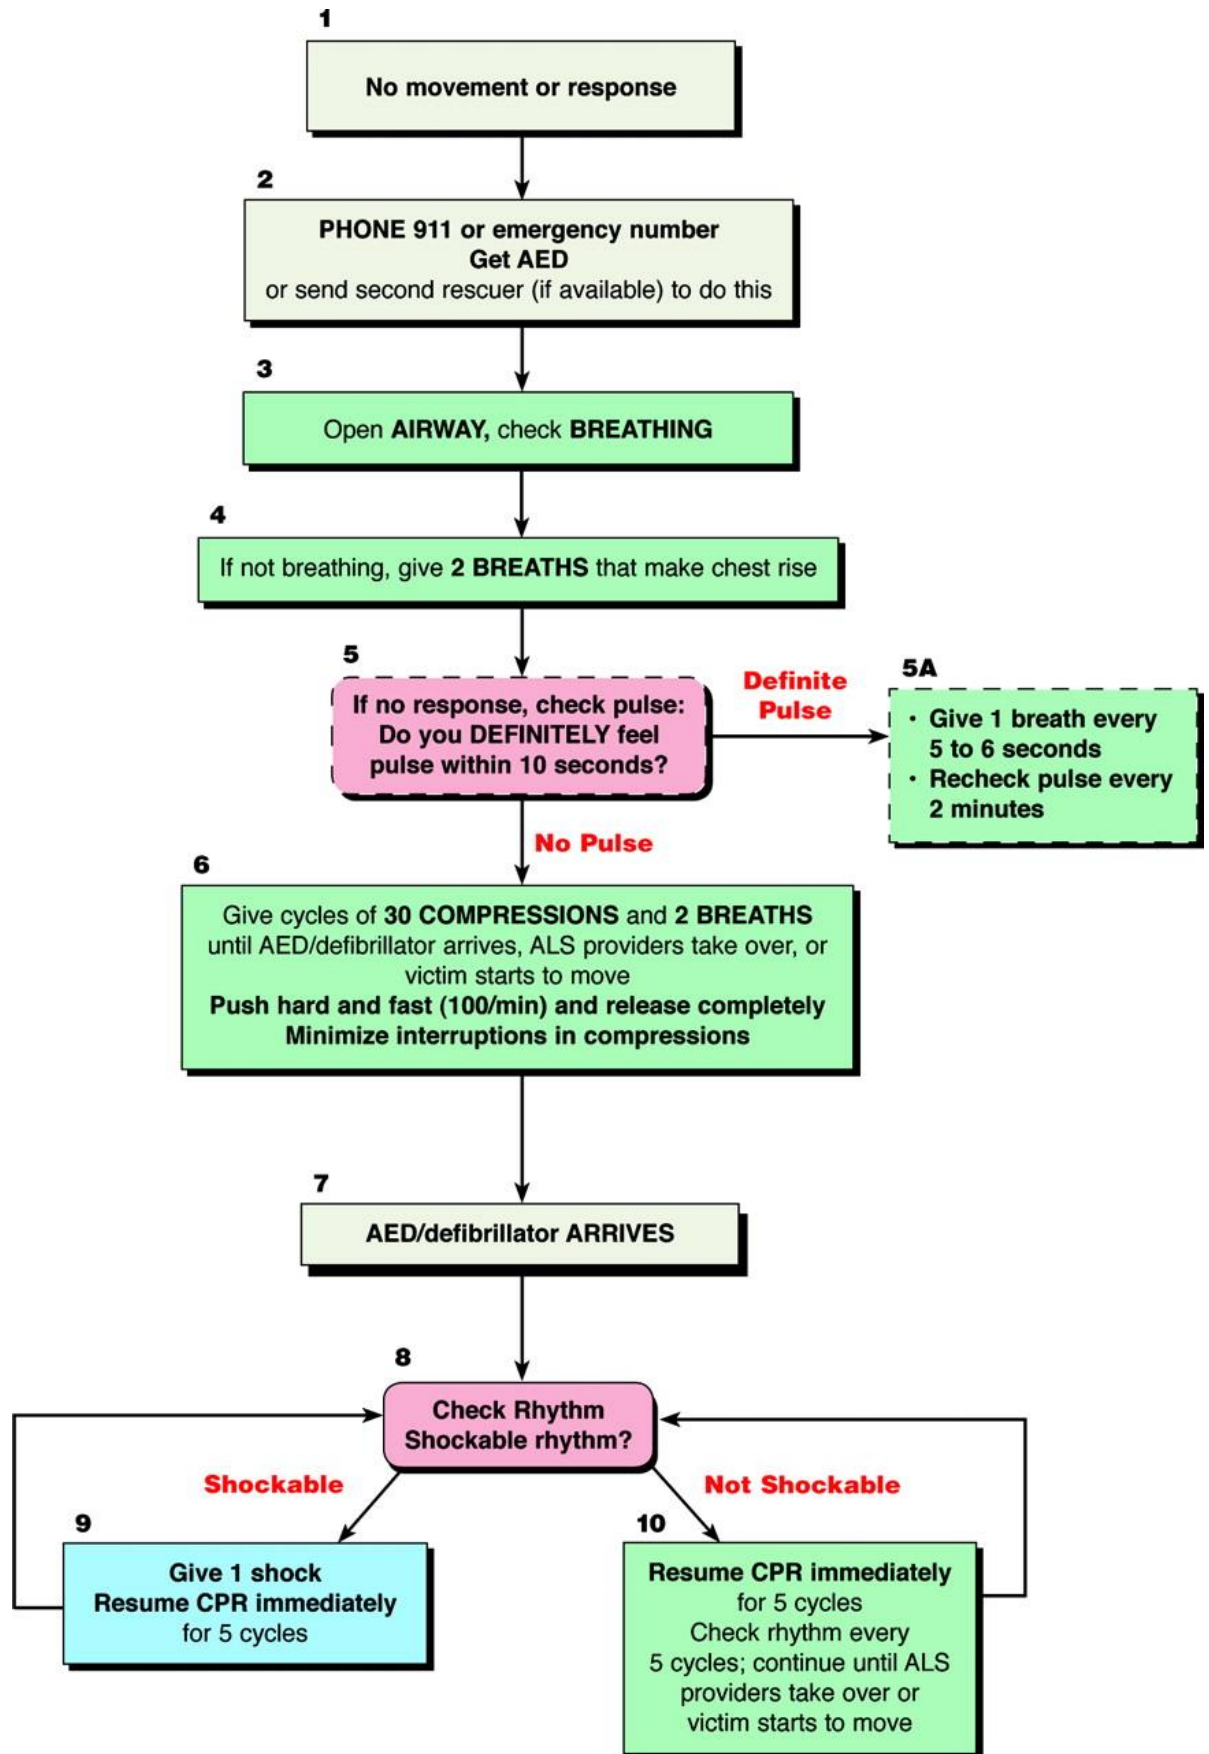 1
No movement or response
2
PHONE 911 or emergency number
Get AED
or send second rescuer (if available) to do this
3
Open AIRWAY, check BREATHING
4
If not breathing, give 2 BREATHS that make chest rise
5
If no response, check pulse:
Do you DEFINITELY feel
pulse within 10 seconds?
Definite
Pulse
5A
• Give 1 breath every
5 to 6 seconds
• Recheck pulse every
2 minutes
No Pulse
6
Give cycles of 30 COMPRESSIONS and 2 BREATHS
until AED/defibrillator arrives, ALS providers take over, or
victim starts to move
Push hard and fast (100/min) and release completely
Minimize interruptions in compressions
7
AED/defibrillator ARRIVES
8
Check Rhythm
Shockable rhythm?
Shockable
Not Shockable
9
Give 1 shock
Resume CPR immediately
for 5 cycles
10
Resume CPR immediately
for 5 cycles
Check rhythm every
5 cycles; continue until ALS
providers take over or
victim starts to move